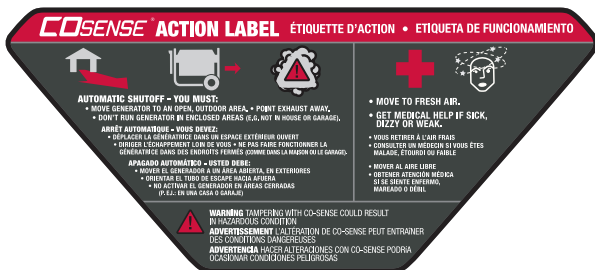 COSENSE® ACTION LABEL ÉTIQUETTE D'ACTION • ETIQUETA DE FUNCIONAMIENTO
AUTOMATIC SHUTOFF – YOU MUST:
• MOVE GENERATOR TO AN OPEN, OUTDOOR AREA. • POINT EXHAUST AWAY.
• DON'T RUN GENERATOR IN ENCLOSED AREAS (E,G, NOT IN HOUSE OR GARAGE).
ARRÊT AUTOMATIQUE – VOUS DEVEZ:
• DÉPLACER LA GÉNÉRATRICE DANS UN ESPACE EXTÉRIEUR OUVERT
• DIRIGER L'ÉCHAPPEMENT LOIN DE VOUS • NE PAS FAIRE FONCTIONNER LA
GÉNÉRATRICE DANS DES ENDROITS FERMÉS (COMME DANS LA MAISON OU LE GARAGE).
APAGADO AUTOMÁTICO – USTED DEBE:
• MOVER EL GENERADOR A UN ÁREA ABIERTA, EN EXTERIORES
• ORIENTAR EL TUBO DE ESCAPE HACIA AFUERA
• NO ACTIVAR EL GENERADOR EN ÁREAS CERRADAS
(P. EJ.: EN UNA CASA O GARAJE)
• MOVE TO FRESH AIR.
• GET MEDICAL HELP IF SICK,
DIZZY OR WEAK.
• VOUS RETIRER À L'AIR FRAIS
• CONSULTER UN MÉDECIN SI VOUS ÊTES
MALADE, ÉTOURDI OU FAIBLE
• MOVER AL AIRE LIBRE
• OBTENER ATENCIÓN MÉDICA
SI SE SIENTE ENFERMO,
MAREADO O DÉBIL
WARNING TAMPERING WITH CO-SENSE COULD RESULT
IN HAZARDOUS CONDITION
ADVERTISSEMENT L'ALTÉRATION DE CO-SENSE PEUT ENTRAÎNER
DES CONDITIONS DANGEREUSES
ADVERTENCIA HACER ALTERACIONES CON CO-SENSE PODRÍA
OCASIONAR CONDICIONES PELIGROSAS